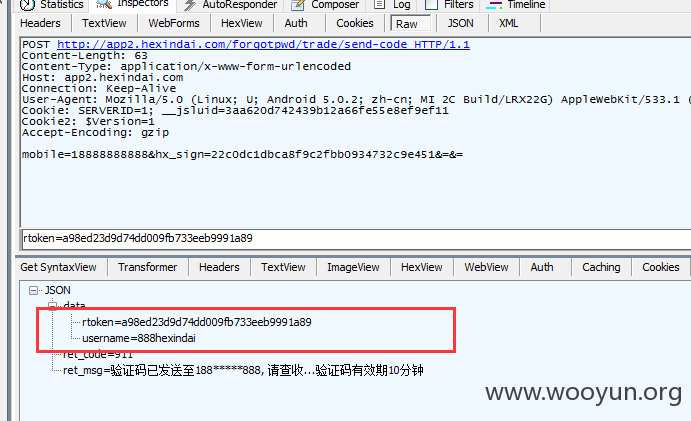 Statistics Inspectors AutoResponder Composer Log Filters Timeline
Headers TextView WebForms HexView Auth Cookies Raw JSON XML
POST http://app2.hexindai.com/forgotpwd/trade/send-code HTTP/1.1
Content-Length: 63
Content-Type: application/x-www-form-urlencoded
Host: app2.hexindai.com
Connection: Keep-Alive
User-Agent: Mozilla/5.0 (Linux; U; Android 5.0.2; zh-cn; MI 2C Build/LRX22G) AppleWebKit/533.1 (
Cookie: SERVERID=1; __jsluid=3aa620d742439b12a66fe55e8ef9ef11
Cookie2: $Version=1
Accept-Encoding: gzip
mobile=18888888888&hx_sign=22c0dc1dbca8f9c2fbb0934732c9e451&=&=
rtoken=a98ed23d9d74dd009fb733eeb9991a89
Get SyntaxView Transformer Headers TextView ImageView HexView WebView Auth Caching Cookies
JSON
data
rtoken=a98ed23d9d74dd009fb733eeb9991a89
username=888hexindai
ret_code=911
ret_msg=验证码已发送至188*****888, 请查收...验证码有效期10分钟
www.wooyun.org